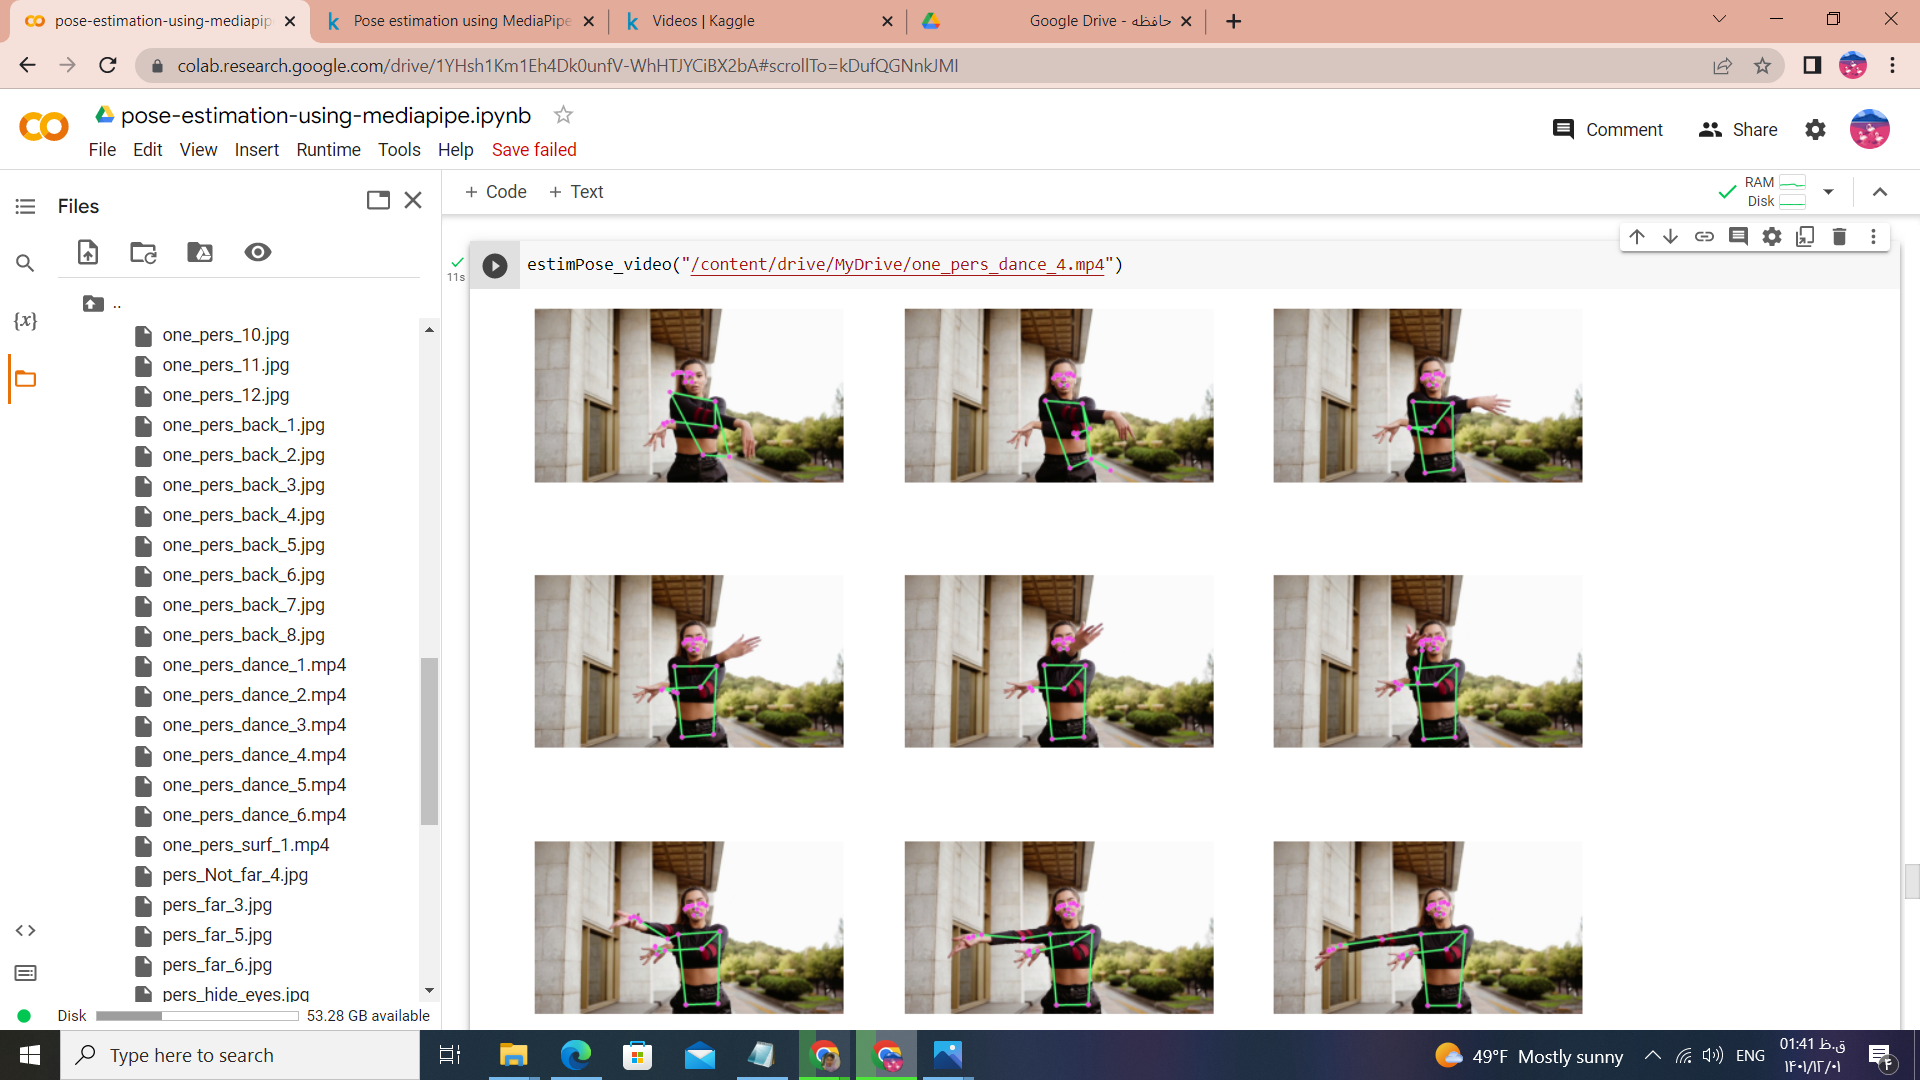 pose-estimation-using-mediapip
Pose estimation using MediaPipe
Videos | Kaggle
حافظه - Google Drive
colab.research.google.com/drive/1YHsh1Km1Eh4Dk0unfV-WhHTJYCiBX2bA#scrollTo=kDufQGNnkJMI
pose-estimation-using-mediapipe.ipynb
Comment
Share
File Edit View Insert Runtime Tools Help Save failed
Files
+ Code + Text
RAM
Disk
{x}
..
11s
estimPose_video("/content/drive/MyDrive/one_pers_dance_4.mp4")
one_pers_10.jpg
one_pers_11.jpg
one_pers_12.jpg
one_pers_back_1.jpg
one_pers_back_2.jpg
one_pers_back_3.jpg
one_pers_back_4.jpg
one_pers_back_5.jpg
one_pers_back_6.jpg
one_pers_back_7.jpg
one_pers_back_8.jpg
one_pers_dance_1.mp4
one_pers_dance_2.mp4
one_pers_dance_3.mp4
one_pers_dance_4.mp4
one_pers_dance_5.mp4
one_pers_dance_6.mp4
one_pers_surf_1.mp4
pers_Not_far_4.jpg
pers_far_3.jpg
pers_far_5.jpg
pers_far_6.jpg
pers_hide_eyes.jpg
Disk 53.28 GB available
Type here to search
49°F Mostly sunny
ENG
01:41 ق.ظ
۱۴۰۱/۱۲/۰۱
۴